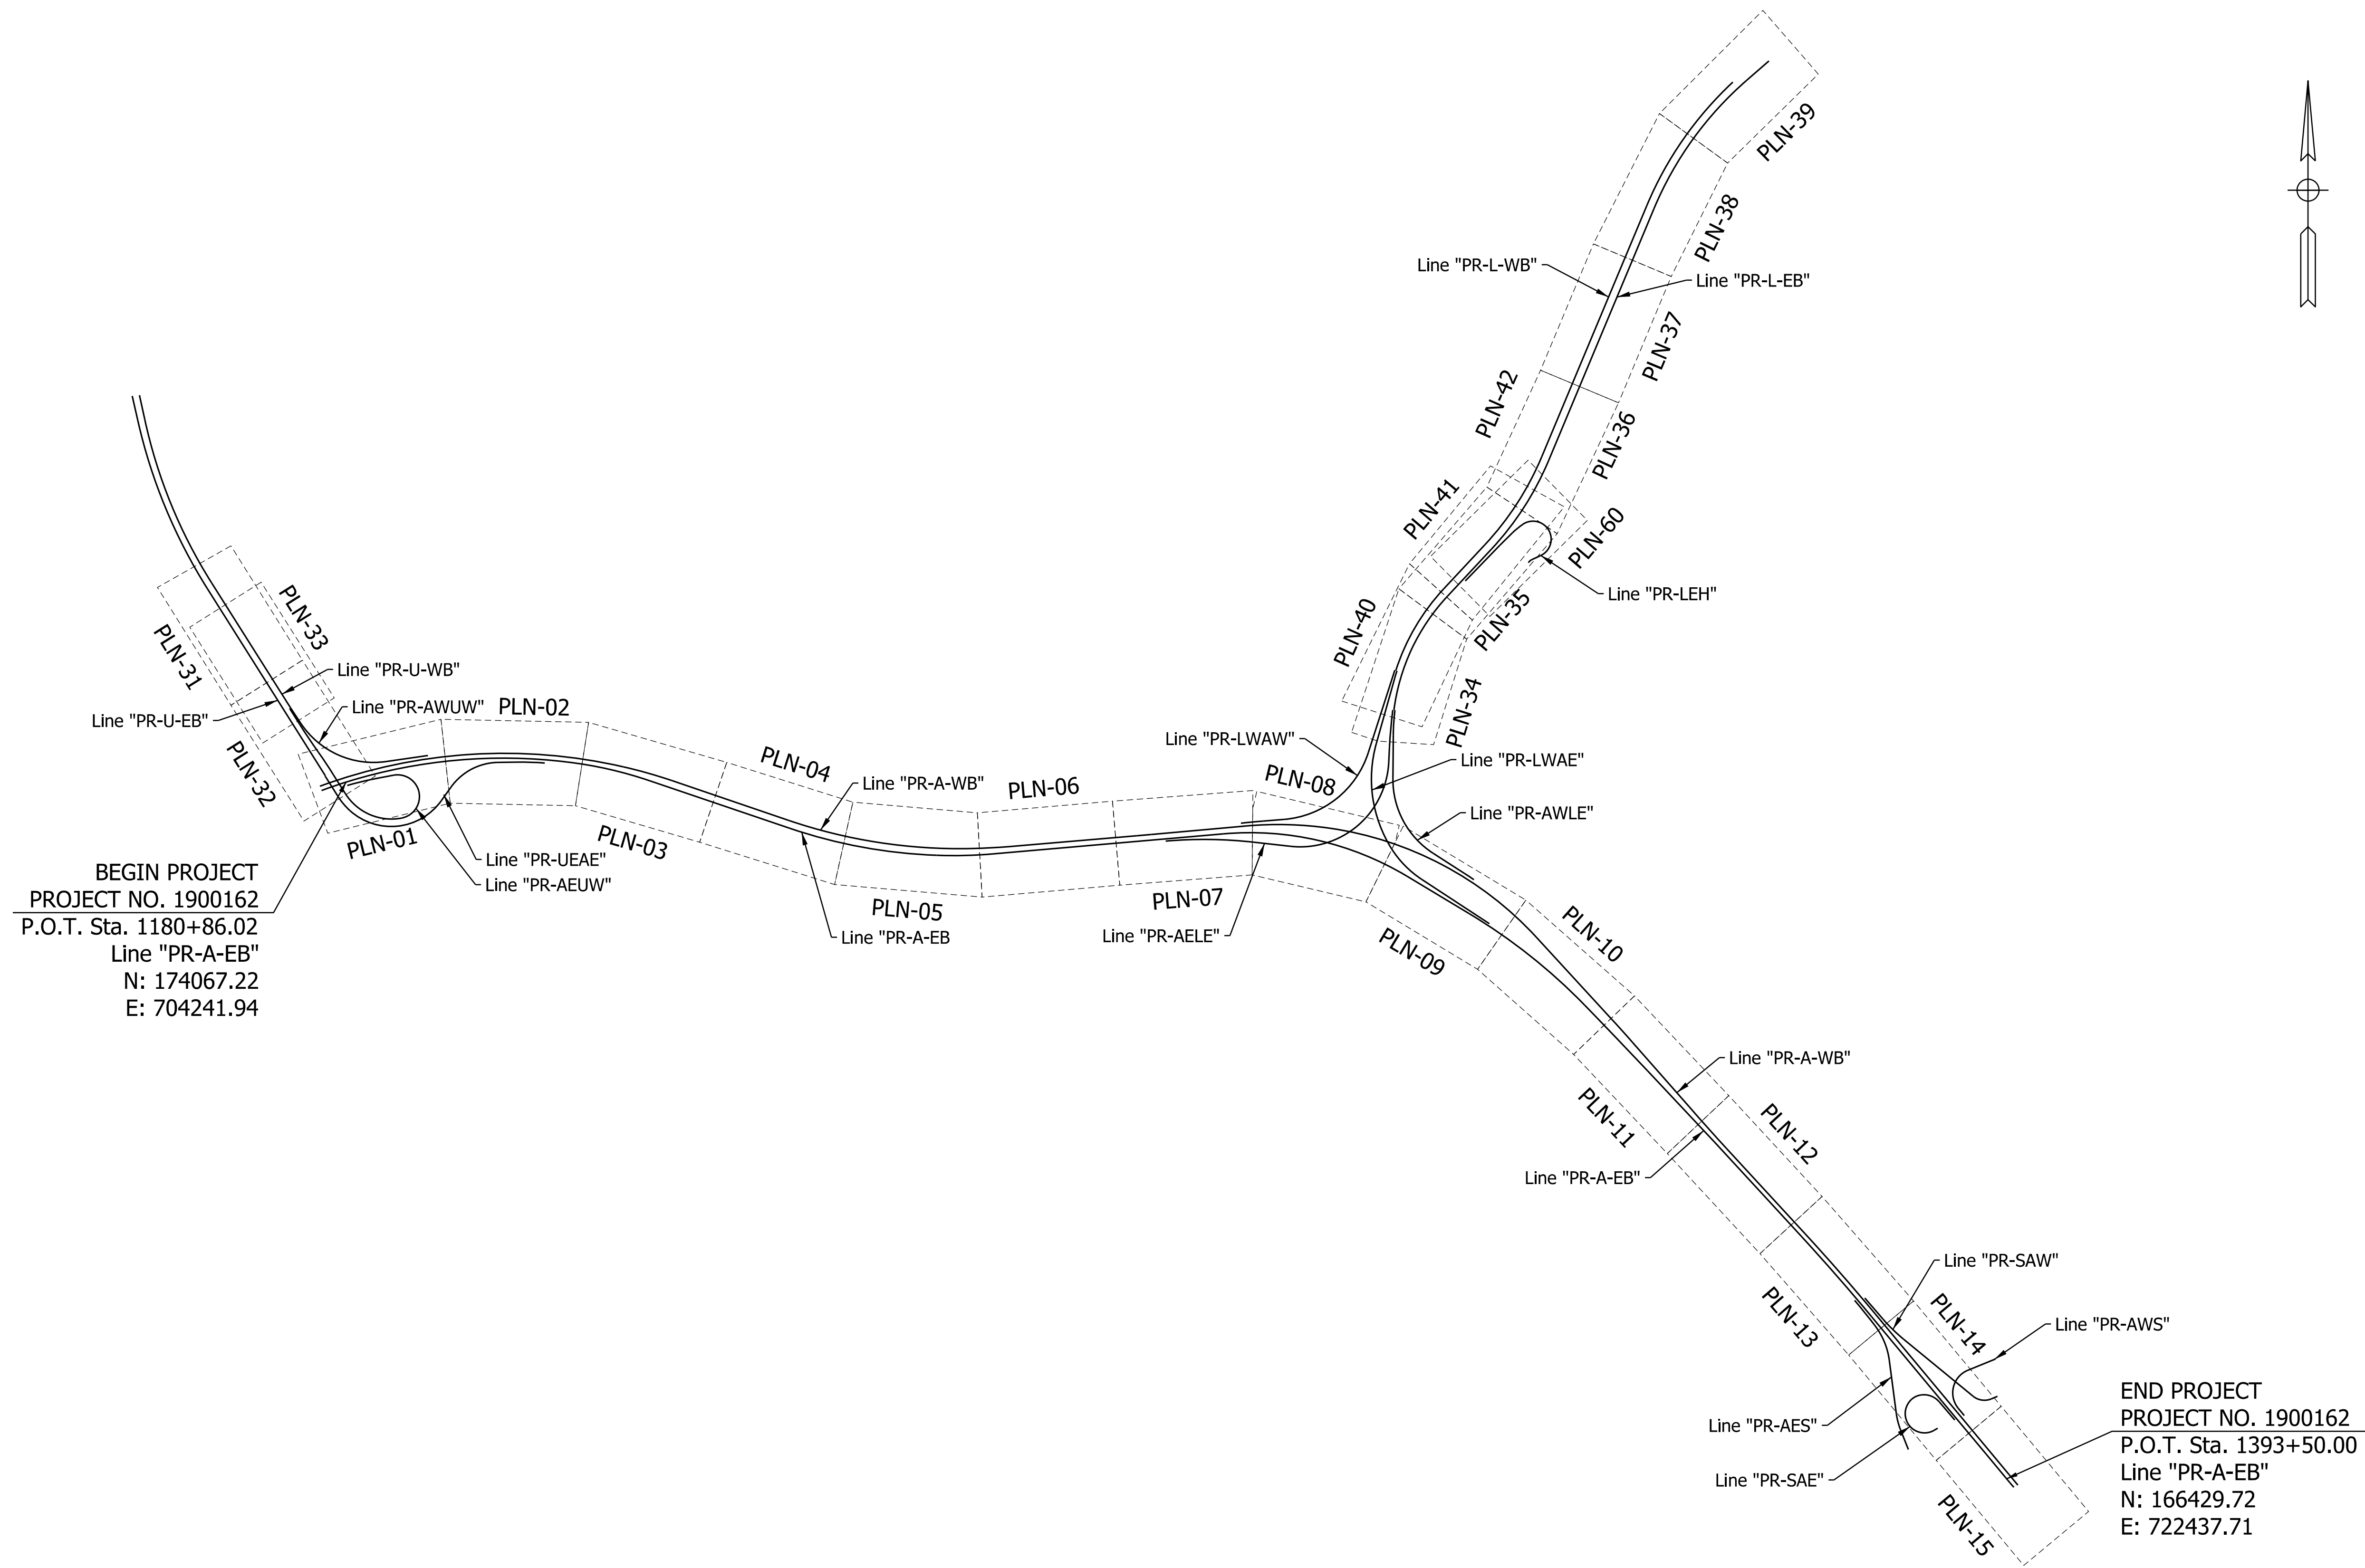 PLN-39
PLN-38
Line "PR-L-WB"
Line "PR-L-EB"
PLN-37
PLN-42
PLN-36
PLN-41
PLN-60
Line "PR-LEH"
PLN-35
PLN-40
PLN-34
PLN-33
PLN-31
Line "PR-U-WB"
Line "PR-AWUW"
Line "PR-U-EB"
PLN-32
PLN-02
PLN-01
Line "PR-UEAE"
Line "PR-AEUW"
BEGIN PROJECT
PROJECT NO. 1900162
P.O.T. Sta. 1180+86.02
Line "PR-A-EB"
N: 174067.22
E: 704241.94
PLN-03
PLN-04
Line "PR-A-WB"
PLN-05
Line "PR-A-EB
PLN-06
PLN-07
Line "PR-AELE"
Line "PR-LWAW"
PLN-08
Line "PR-LWAE"
Line "PR-AWLE"
PLN-09
PLN-10
Line "PR-A-WB"
PLN-11
PLN-12
Line "PR-A-EB"
PLN-13
Line "PR-SAW"
PLN-14
Line "PR-AWS"
Line "PR-AES"
Line "PR-SAE"
END PROJECT
PROJECT NO. 1900162
P.O.T. Sta. 1393+50.00
Line "PR-A-EB"
N: 166429.72
E: 722437.71
PLN-15